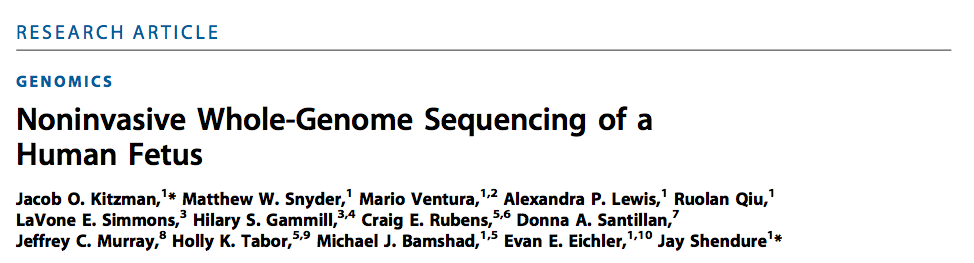 RESEARCH ARTICLE
GENOMICS
Noninvasive Whole-Genome Sequencing of a
Human Fetus
Jacob O. Kitzman,1* Matthew W. Snyder,1 Mario Ventura,1,2 Alexandra P. Lewis,1 Ruolan Qiu,1
LaVone E. Simmons,3 Hilary S. Gammill,3,4 Craig E. Rubens,5,6 Donna A. Santillan,7
Jeffrey C. Murray,8 Holly K. Tabor,5,9 Michael J. Bamshad,1,5 Evan E. Eichler,1,10 Jay Shendure1*